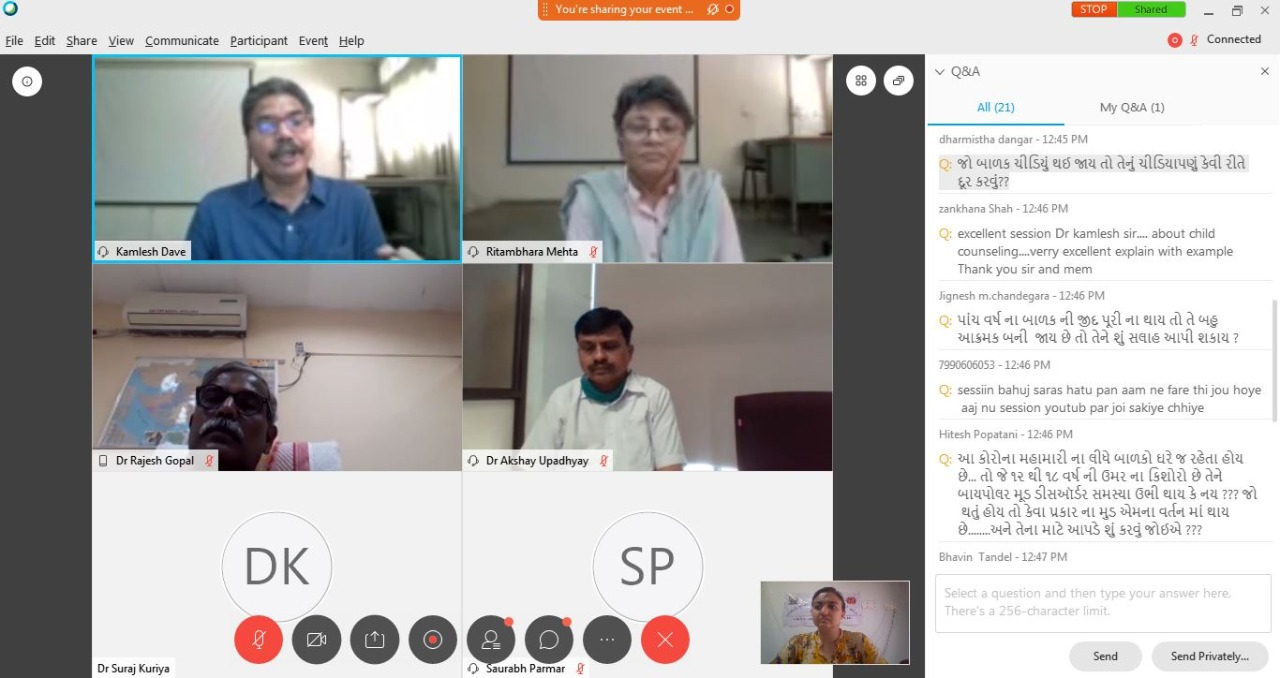 You're sharing your event ...
STOP Shared
File Edit Share View Communicate Participant Event Help
Connected
Q&A
All (21) My Q&A (1)
dharmistha dangar - 12:45 PM
Q: જો બાળક ચીડિયું થઇ જાય તો તેનું ચીડિયાપણું કેવી રીતે
દૂર કરવું??
zankhana Shah - 12:46 PM
Q: excellent session Dr kamlesh sir.... about child
counseling....verry excellent explain with example
Thank you sir and mem
Jignesh m.chandegara - 12:46 PM
Q: પાંચ વર્ષ ના બાળક ની જીદ પૂરી ના થાય તો તે બહુ
આક્રમક બની જાય છે તો તેને શું સલાહ આપી શકાય ?
7990606053 - 12:46 PM
Q: sessiin bahuj saras hatu pan aam ne fare thi jou hoye
aaj nu session youtub par joi sakiye chhiye
Hitesh Popatani - 12:46 PM
Q: આ કોરોના મહામારી ના લીધે બાળકો ઘરે જ રહેતા હોય
છે... તો જે ૧૨ થી ૧૮ વર્ષ ની ઉમર ના કિશોરો છે તેને
બાયપોલર મૂડ ડીસઑર્ડર સમસ્યા ઉભી થાય કે નય ??? જો
થતું હોય તો કેવા પ્રકાર ના મુડ એમના વર્તન માં થાય
છે........અને તેના માટે આપડે શું કરવું જોઇએ ???
Bhavin Tandel - 12:47 PM
Select a question and then type your answer here,
There's a 256-character limit.
Send Send Privately...
Kamlesh Dave
Ritambhara Mehta
Dr Rajesh Gopal
Dr Akshay Upadhyay
DK
SP
Dr Suraj Kuriya
Saurabh Parmar